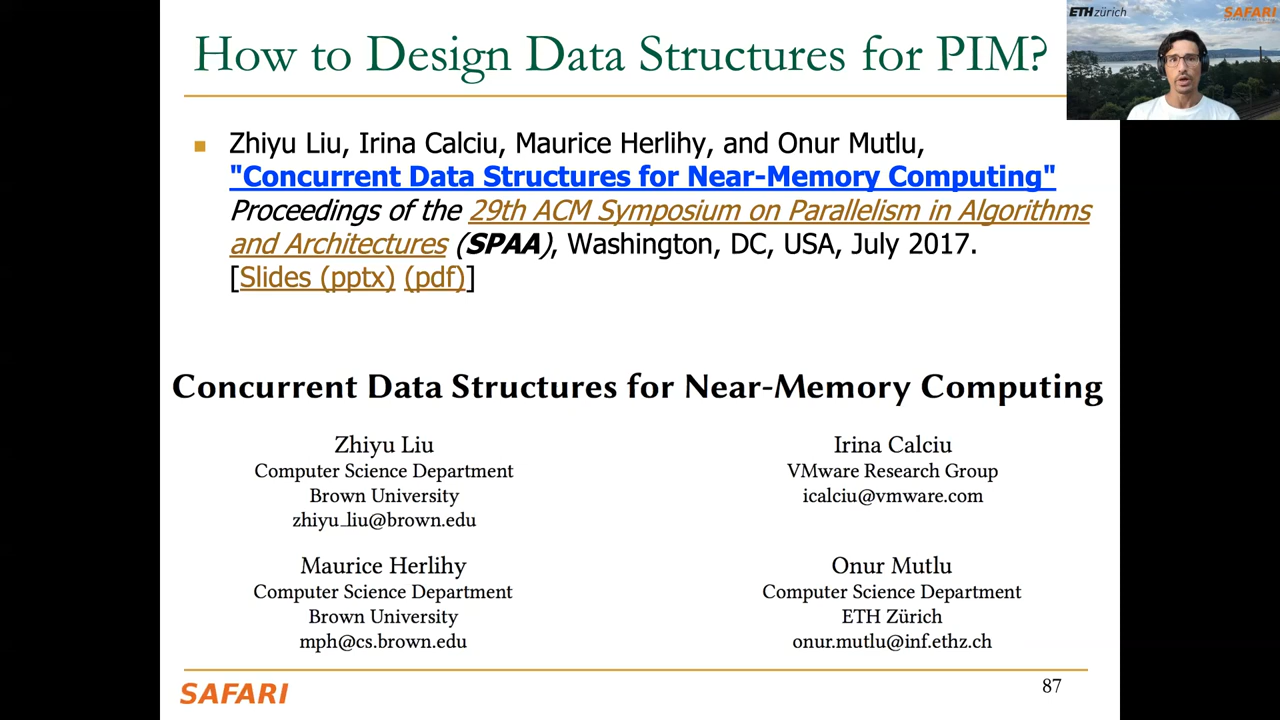 How to Design Data Structures for PIM?
ETH zürich
SAFARI
■ Zhiyu Liu, Irina Calciu, Maurice Herlihy, and Onur Mutlu,
"Concurrent Data Structures for Near-Memory Computing"
Proceedings of the 29th ACM Symposium on Parallelism in Algorithms
and Architectures (SPAA), Washington, DC, USA, July 2017.
[Slides (pptx) (pdf)]
Concurrent Data Structures for Near-Memory Computing
Zhiyu Liu
Computer Science Department
Brown University
zhiyu_liu@brown.edu
Irina Calciu
VMware Research Group
icalciu@vmware.com
Maurice Herlihy
Computer Science Department
Brown University
mph@cs.brown.edu
Onur Mutlu
Computer Science Department
ETH Zürich
onur.mutlu@inf.ethz.ch
SAFARI
87